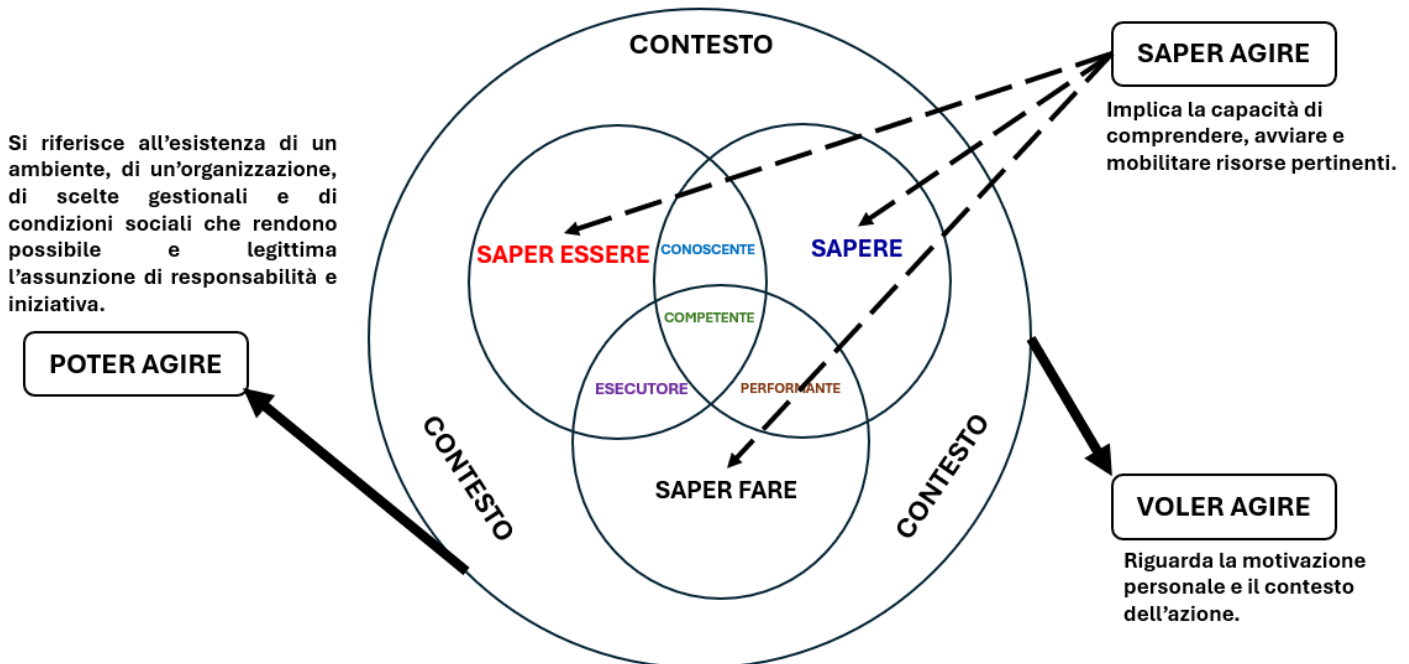 CONTESTO
SAPER AGIRE
Implica la capacità di
comprendere, avviare e
mobilitare risorse pertinenti.
Si riferisce all’esistenza di un
ambiente, di un’organizzazione,
di scelte gestionali e di
condizioni sociali che rendono
possibile e legittima
l’assunzione di responsabilità e
iniziativa.
POTER AGIRE
SAPER ESSERE
CONOSCENTE
SAPERE
COMPETENTE
ESECUTORE
PERFORMANTE
SAPER FARE
CONTESTO
CONTESTO
VOLER AGIRE
Riguarda la motivazione
personale e il contesto
dell’azione.